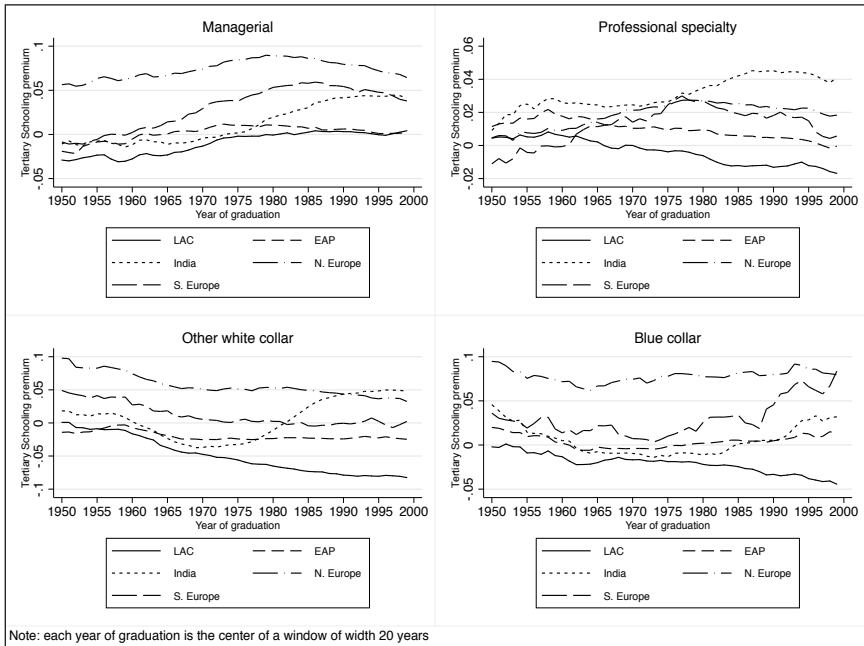 Managerial
Tertiary Schooling premium
-.05 0 .05 .1
1950 1955 1960 1965 1970 1975 1980 1985 1990 1995 2000
Year of graduation
LAC EAP
India N. Europe
S. Europe
Professional specialty
Tertiary Schooling premium
-.02 0 .02 .04 .06
1950 1955 1960 1965 1970 1975 1980 1985 1990 1995 2000
Year of graduation
LAC EAP
India N. Europe
S. Europe
Other white collar
Tertiary Schooling premium
-.1 -.05 0 .05 .1
1950 1955 1960 1965 1970 1975 1980 1985 1990 1995 2000
Year of graduation
LAC EAP
India N. Europe
S. Europe
Blue collar
Tertiary Schooling premium
-.05 0 .05 .1
1950 1955 1960 1965 1970 1975 1980 1985 1990 1995 2000
Year of graduation
LAC EAP
India N. Europe
S. Europe
Note: each year of graduation is the center of a window of width 20 years